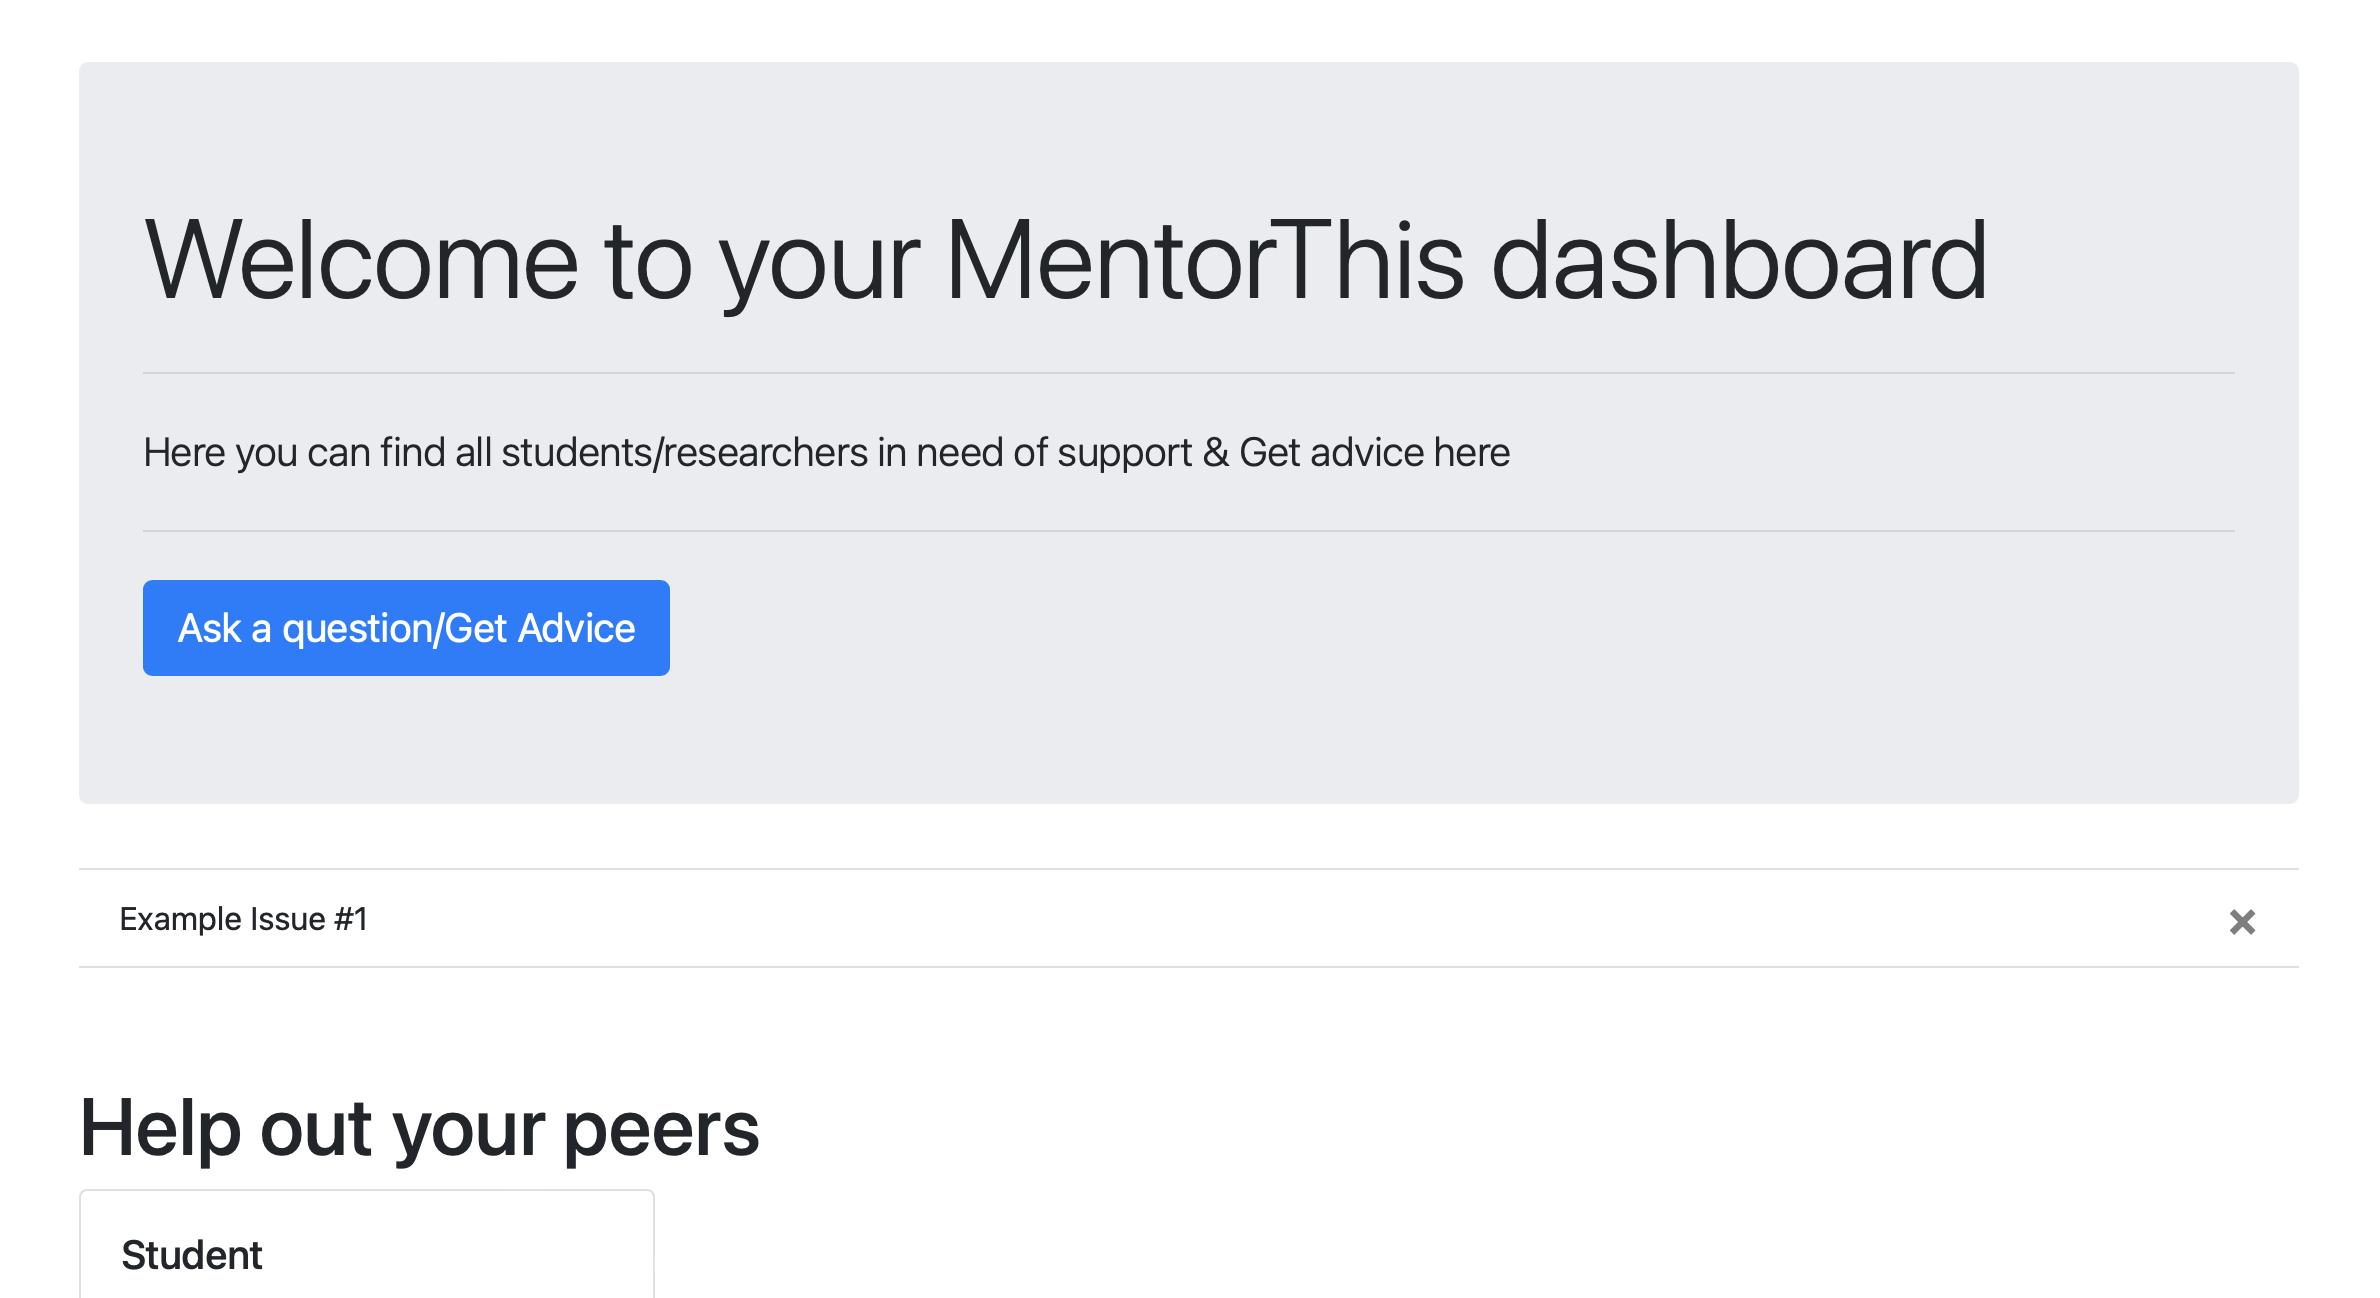 Welcome to your MentorThis dashboard
Here you can find all students/researchers in need of support & Get advice here
Ask a question/Get Advice
Example Issue #1
Help out your peers
Student